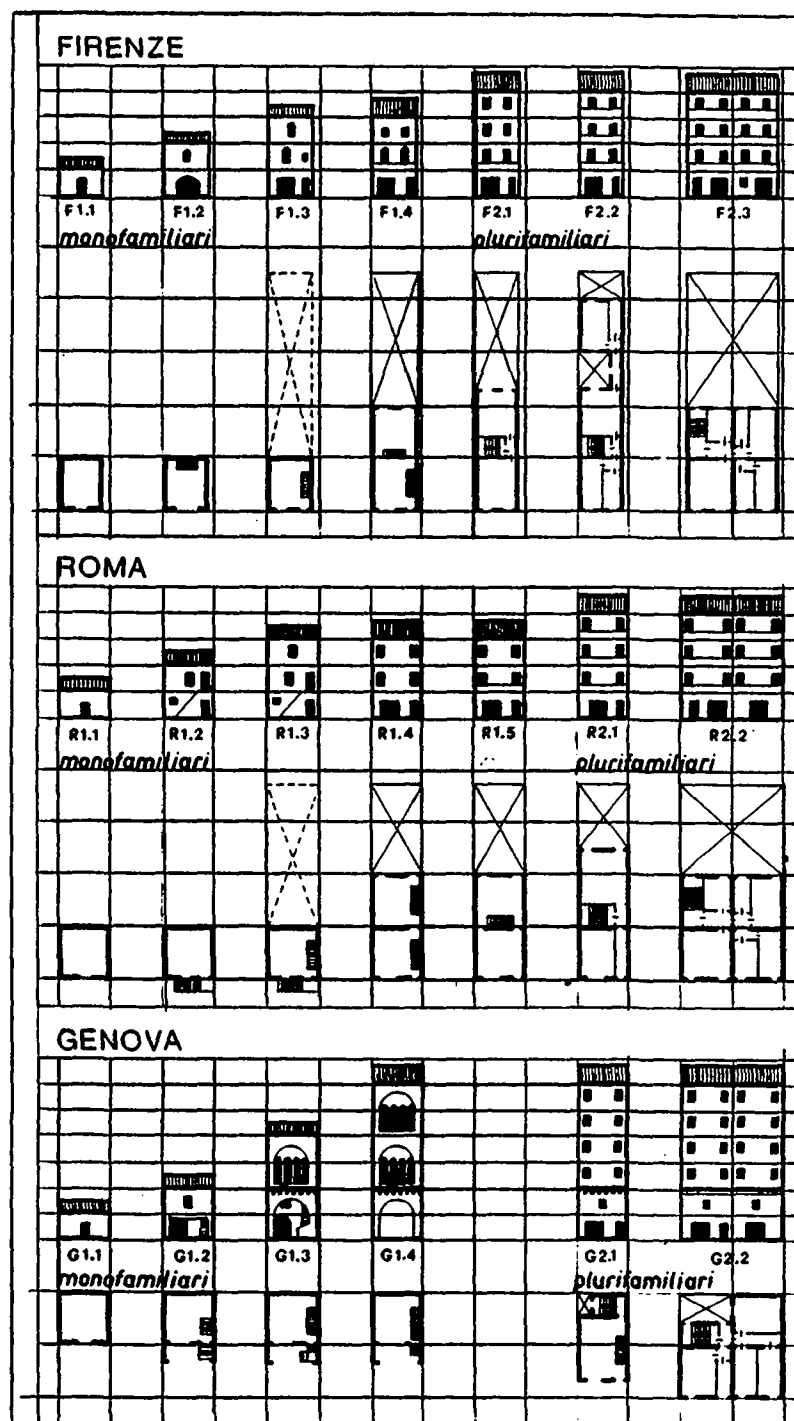 FIRENZE
F1.1 F1.2 F1.3 F1.4 F2.1 F2.2 F2.3
monofamiliari plurifamiliari
ROMA
R1.1 R1.2 R1.3 R1.4 R1.5 R2.1 R2.2
monofamiliari plurifamiliari
GENOVA
G1.1 G1.2 G1.3 G1.4 G2.1 G2.2
monofamiliari plurifamiliari